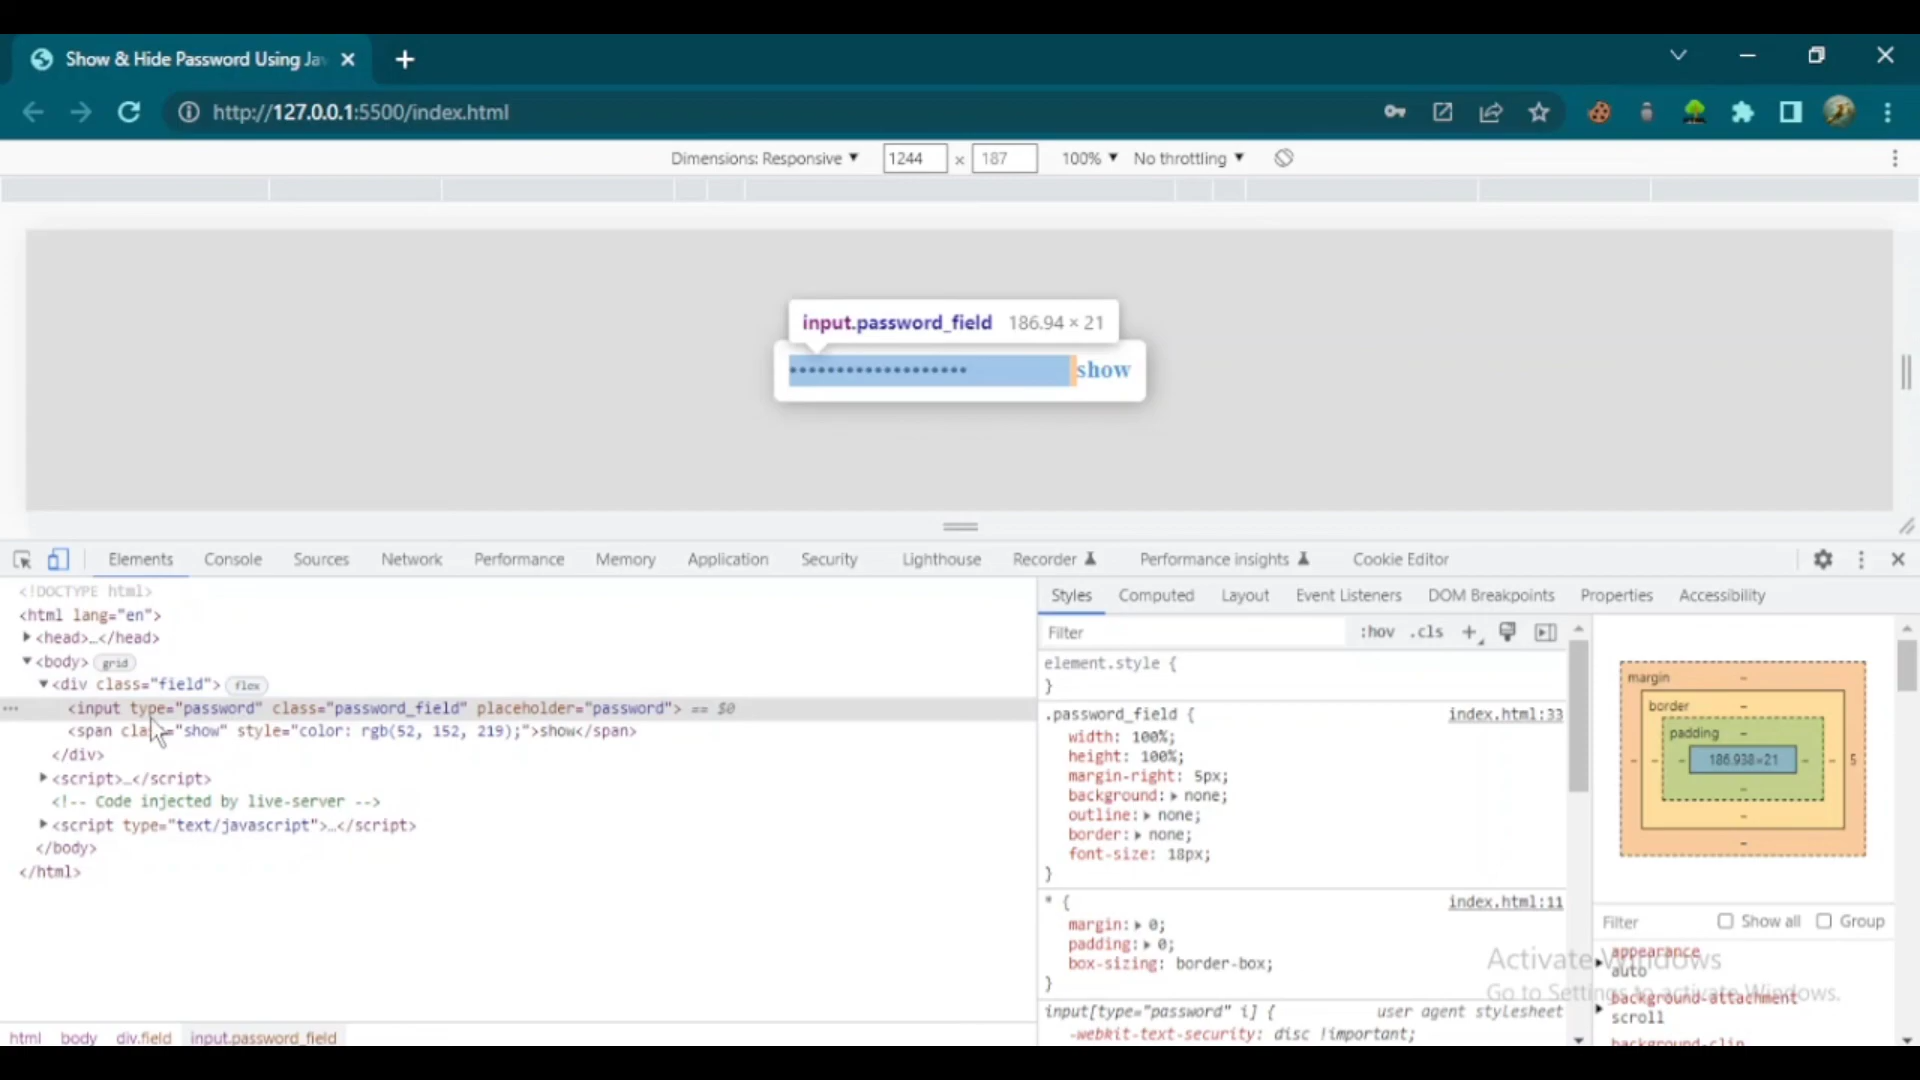 Show & Hide Password Using Jav
http://127.0.0.1:5500/index.html
Dimensions: Responsive 1244 × 187 100% No throttling
input.password_field 186.94 × 21
••••••••••••••••••• show
Elements Console Sources Network Performance Memory Application Security Lighthouse Recorder Performance insights Cookie Editor
<!DOCTYPE html>
<html lang="en">
<head>…</head>
<body> grid
<div class="field"> flex
<input type="password" class="password_field" placeholder="password"> == $0
<span class="show" style="color: rgb(52, 152, 219);">show</span>
</div>
<script>…</script>
<!-- Code injected by live-server -->
<script type="text/javascript">…</script>
</body>
</html>
html body div.field input.password_field
Styles Computed Layout Event Listeners DOM Breakpoints Properties Accessibility
Filter :hov .cls +
element.style {
}
.password_field { index.html:33
width: 100%;
height: 100%;
margin-right: 5px;
background: none;
outline: none;
border: none;
font-size: 18px;
}
* { index.html:11
margin: 0;
padding: 0;
box-sizing: border-box;
}
input[type="password" i] { user agent stylesheet
-webkit-text-security: disc !important;
margin -
border -
padding -
- - - 186.938×21 - - 5
-
-
-
Filter Show all Group
appearance
auto
background-attachment
scroll
background-clip
Activate Windows
Go to Settings to activate Windows.